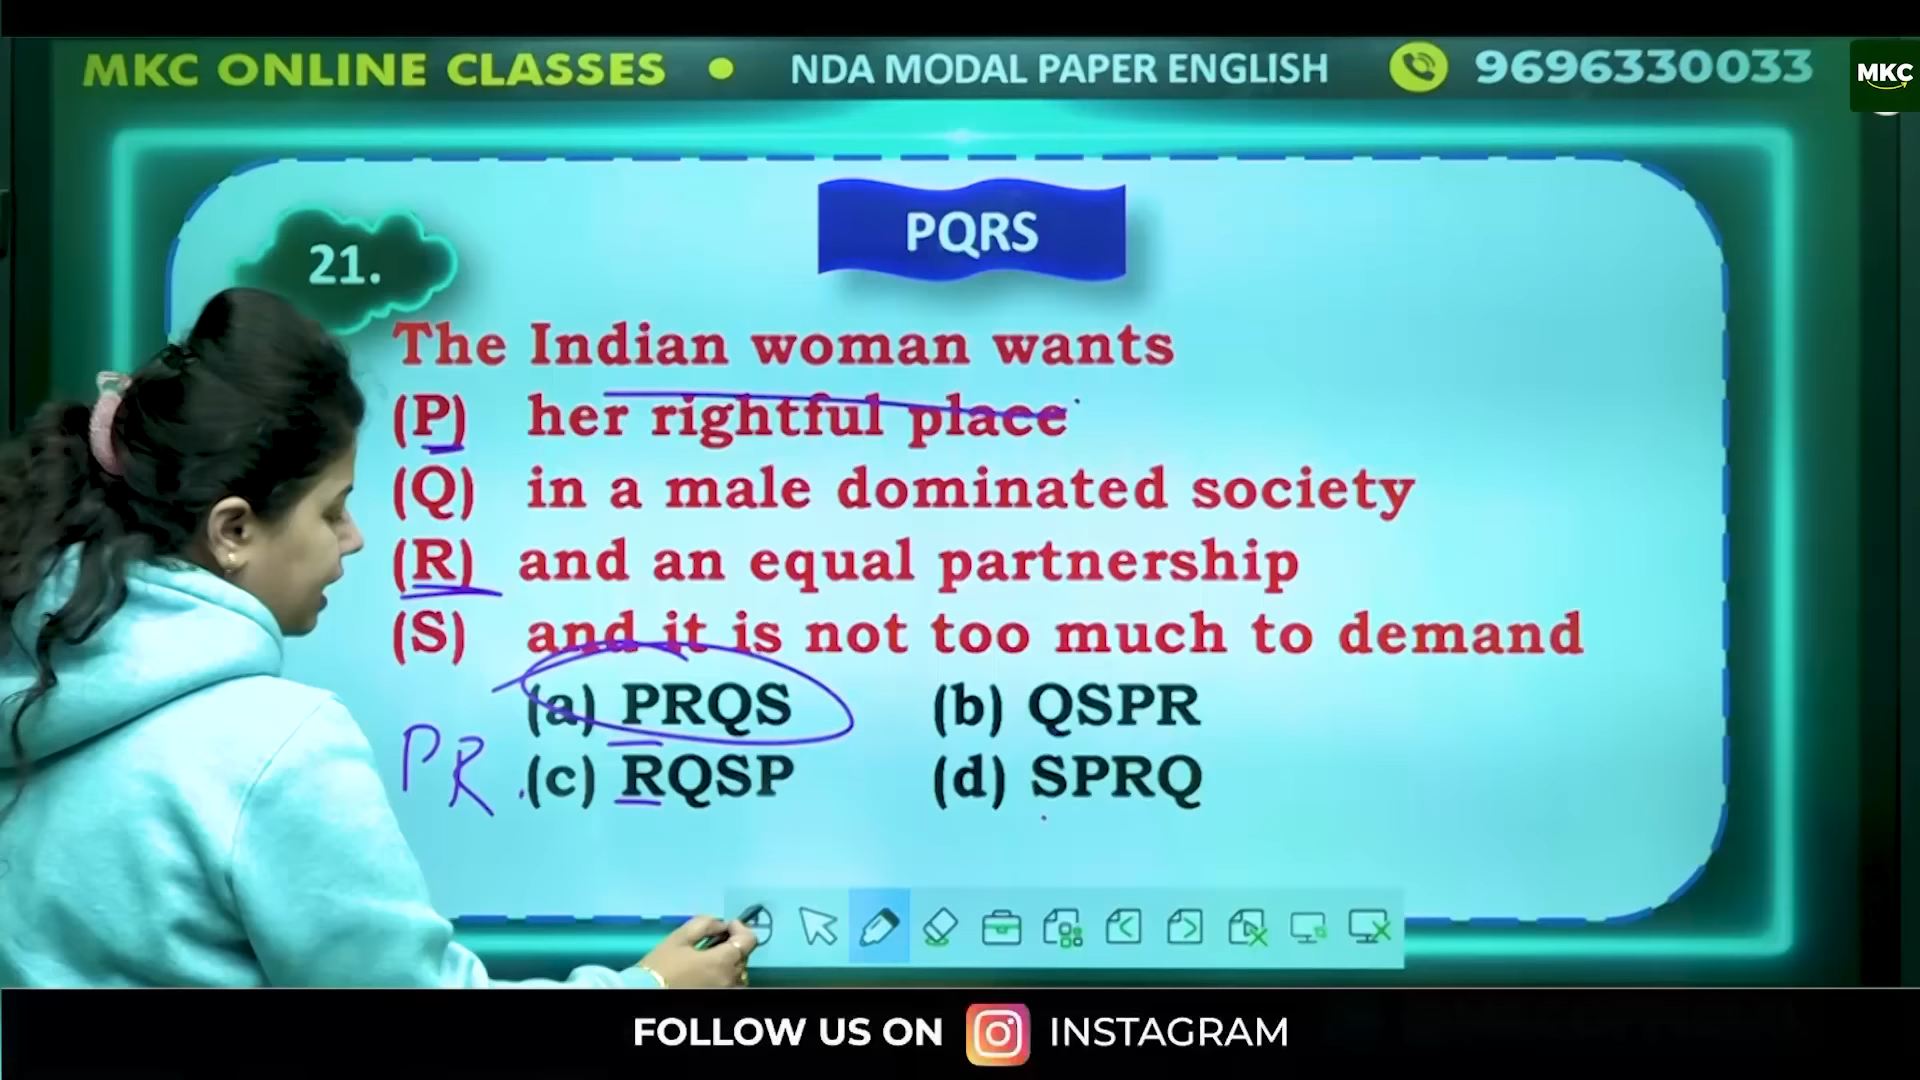 MKC ONLINE CLASSES • NDA MODAL PAPER ENGLISH 9696330033
MKC
PQRS
21.
The Indian woman wants
(P) her rightful place
(Q) in a male dominated society
(R) and an equal partnership
(S) and it is not too much to demand
(a) PRQS (b) QSPR
PR
(c) RQSP (d) SPRQ
FOLLOW US ON INSTAGRAM